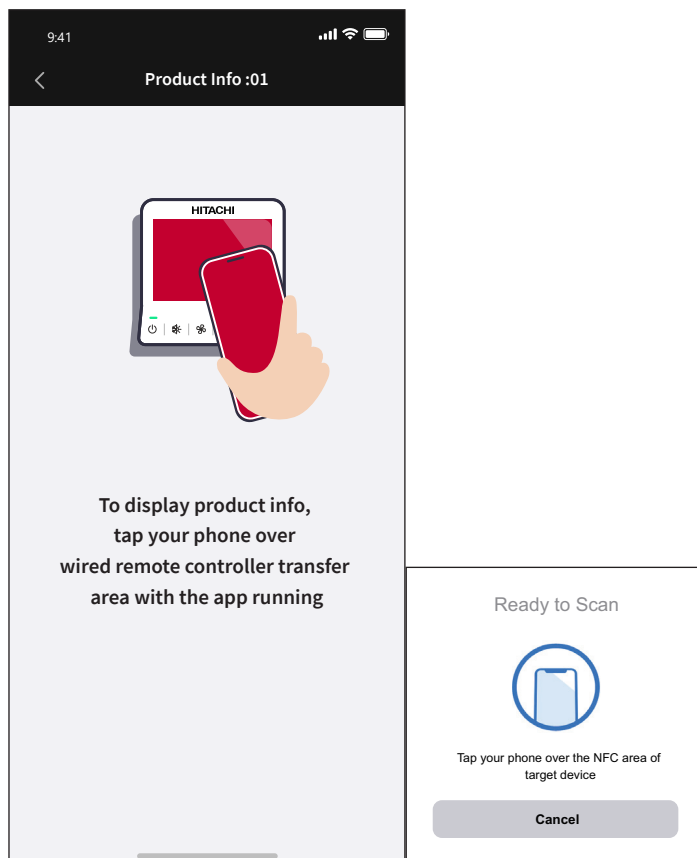 9:41
Product Info :01
HITACHI
To display product info,
tap your phone over
wired remote controller transfer
area with the app running
Ready to Scan
Tap your phone over the NFC area of
target device
Cancel